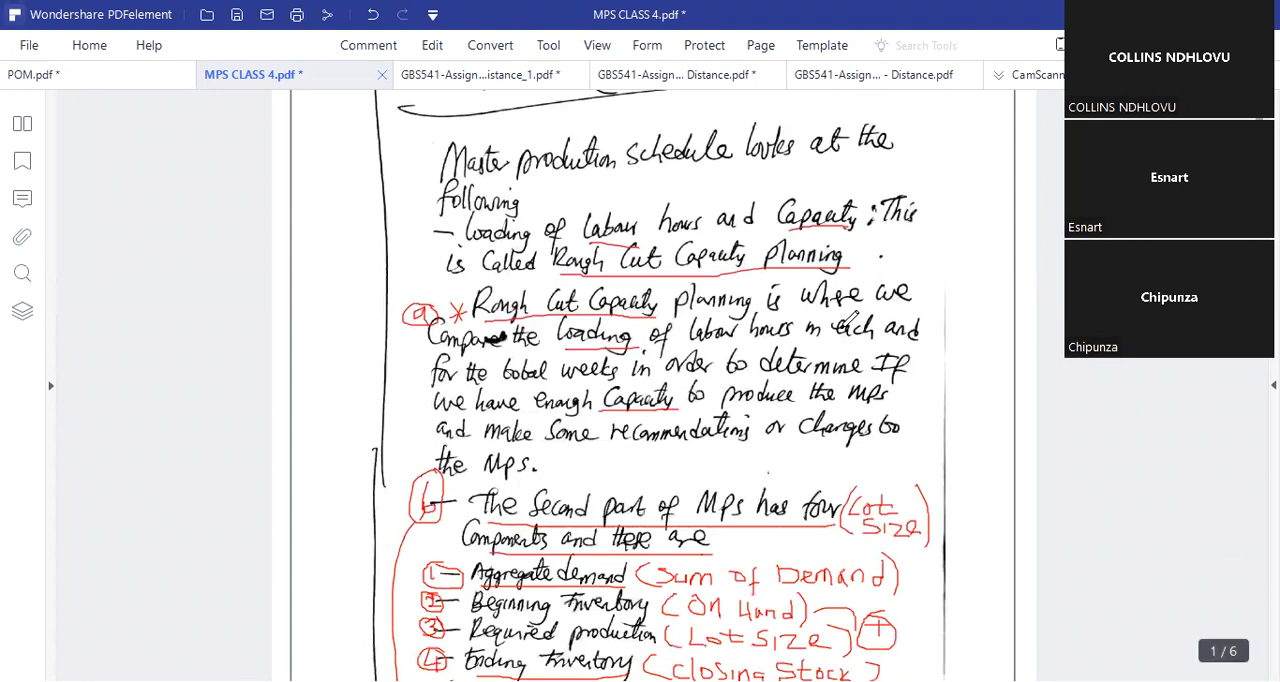 Wondershare PDFelement
MPS CLASS 4.pdf *
File Home Help Comment Edit Convert Tool View Form Protect Page Template Search Tools
POM.pdf * MPS CLASS 4.pdf * GBS541-Assign...istance_1.pdf * GBS541-Assign... Distance.pdf * GBS541-Assign... - Distance.pdf CamScann
COLLINS NDHLOVU
COLLINS NDHLOVU
Esnart
Esnart
Chipunza
Chipunza
Master production schedule looks at the
following
- loading of labour hours and Capacity: This
is called Rough Cut Capacity planning.
a * Rough Cut Capacity planning is where we
Compare the loading of labour hours in each and
for the total weeks in order to determine If
we have enough Capacity to produce the MPS
and make some recommendations or changes to
the MPS.
b - The Second part of MPS has four (Lot Size)
Components and these are
1 - Aggregate demand (Sum of Demand)
2 - Beginning Inventory (On Hand)
3 - Required production (Lot Size) +
4 - Ending Inventory (Closing Stock)
1 / 6